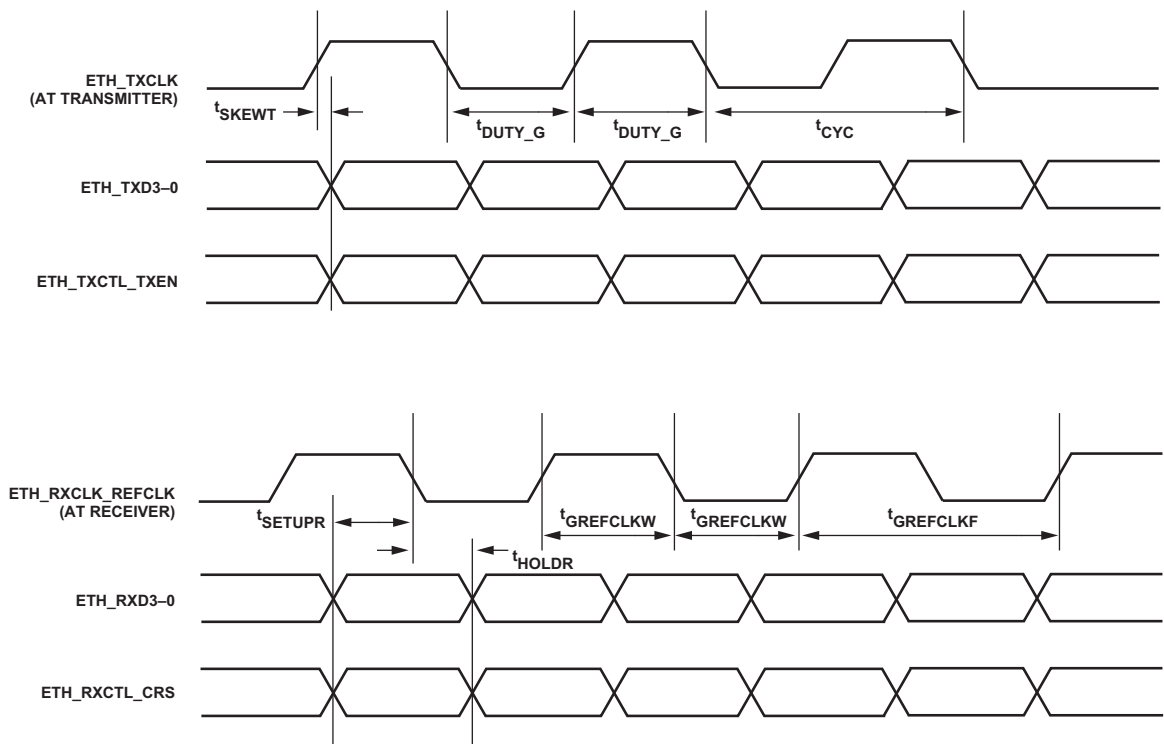 ETH_TXCLK
(AT TRANSMITTER)
tSKEWT
tDUTY_G
tDUTY_G
tCYC
ETH_TXD3–0
ETH_TXCTL_TXEN
ETH_RXCLK_REFCLK
(AT RECEIVER)
tSETUPR
tGREFCLKW
tGREFCLKW
tGREFCLKF
tHOLDR
ETH_RXD3–0
ETH_RXCTL_CRS